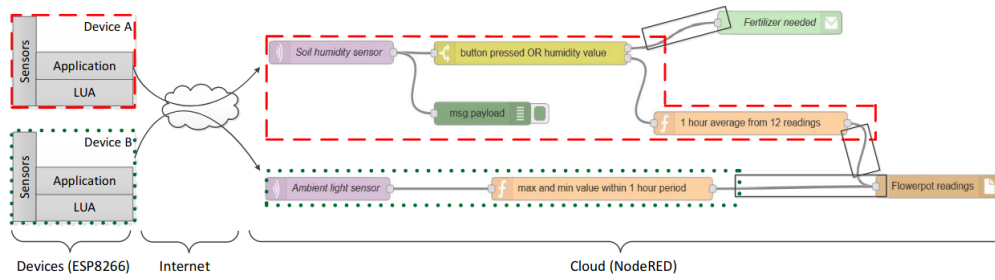 Device A
Sensors
Application
LUA
Device B
Sensors
Application
LUA
Soil humidity sensor
button pressed OR humidity value
Fertilizer needed
msg.payload
f
1 hour average from 12 readings
Ambient light sensor
f
max and min value within 1 hour period
Flowerpot readings
Devices (ESP8266)
Internet
Cloud (NodeRED)